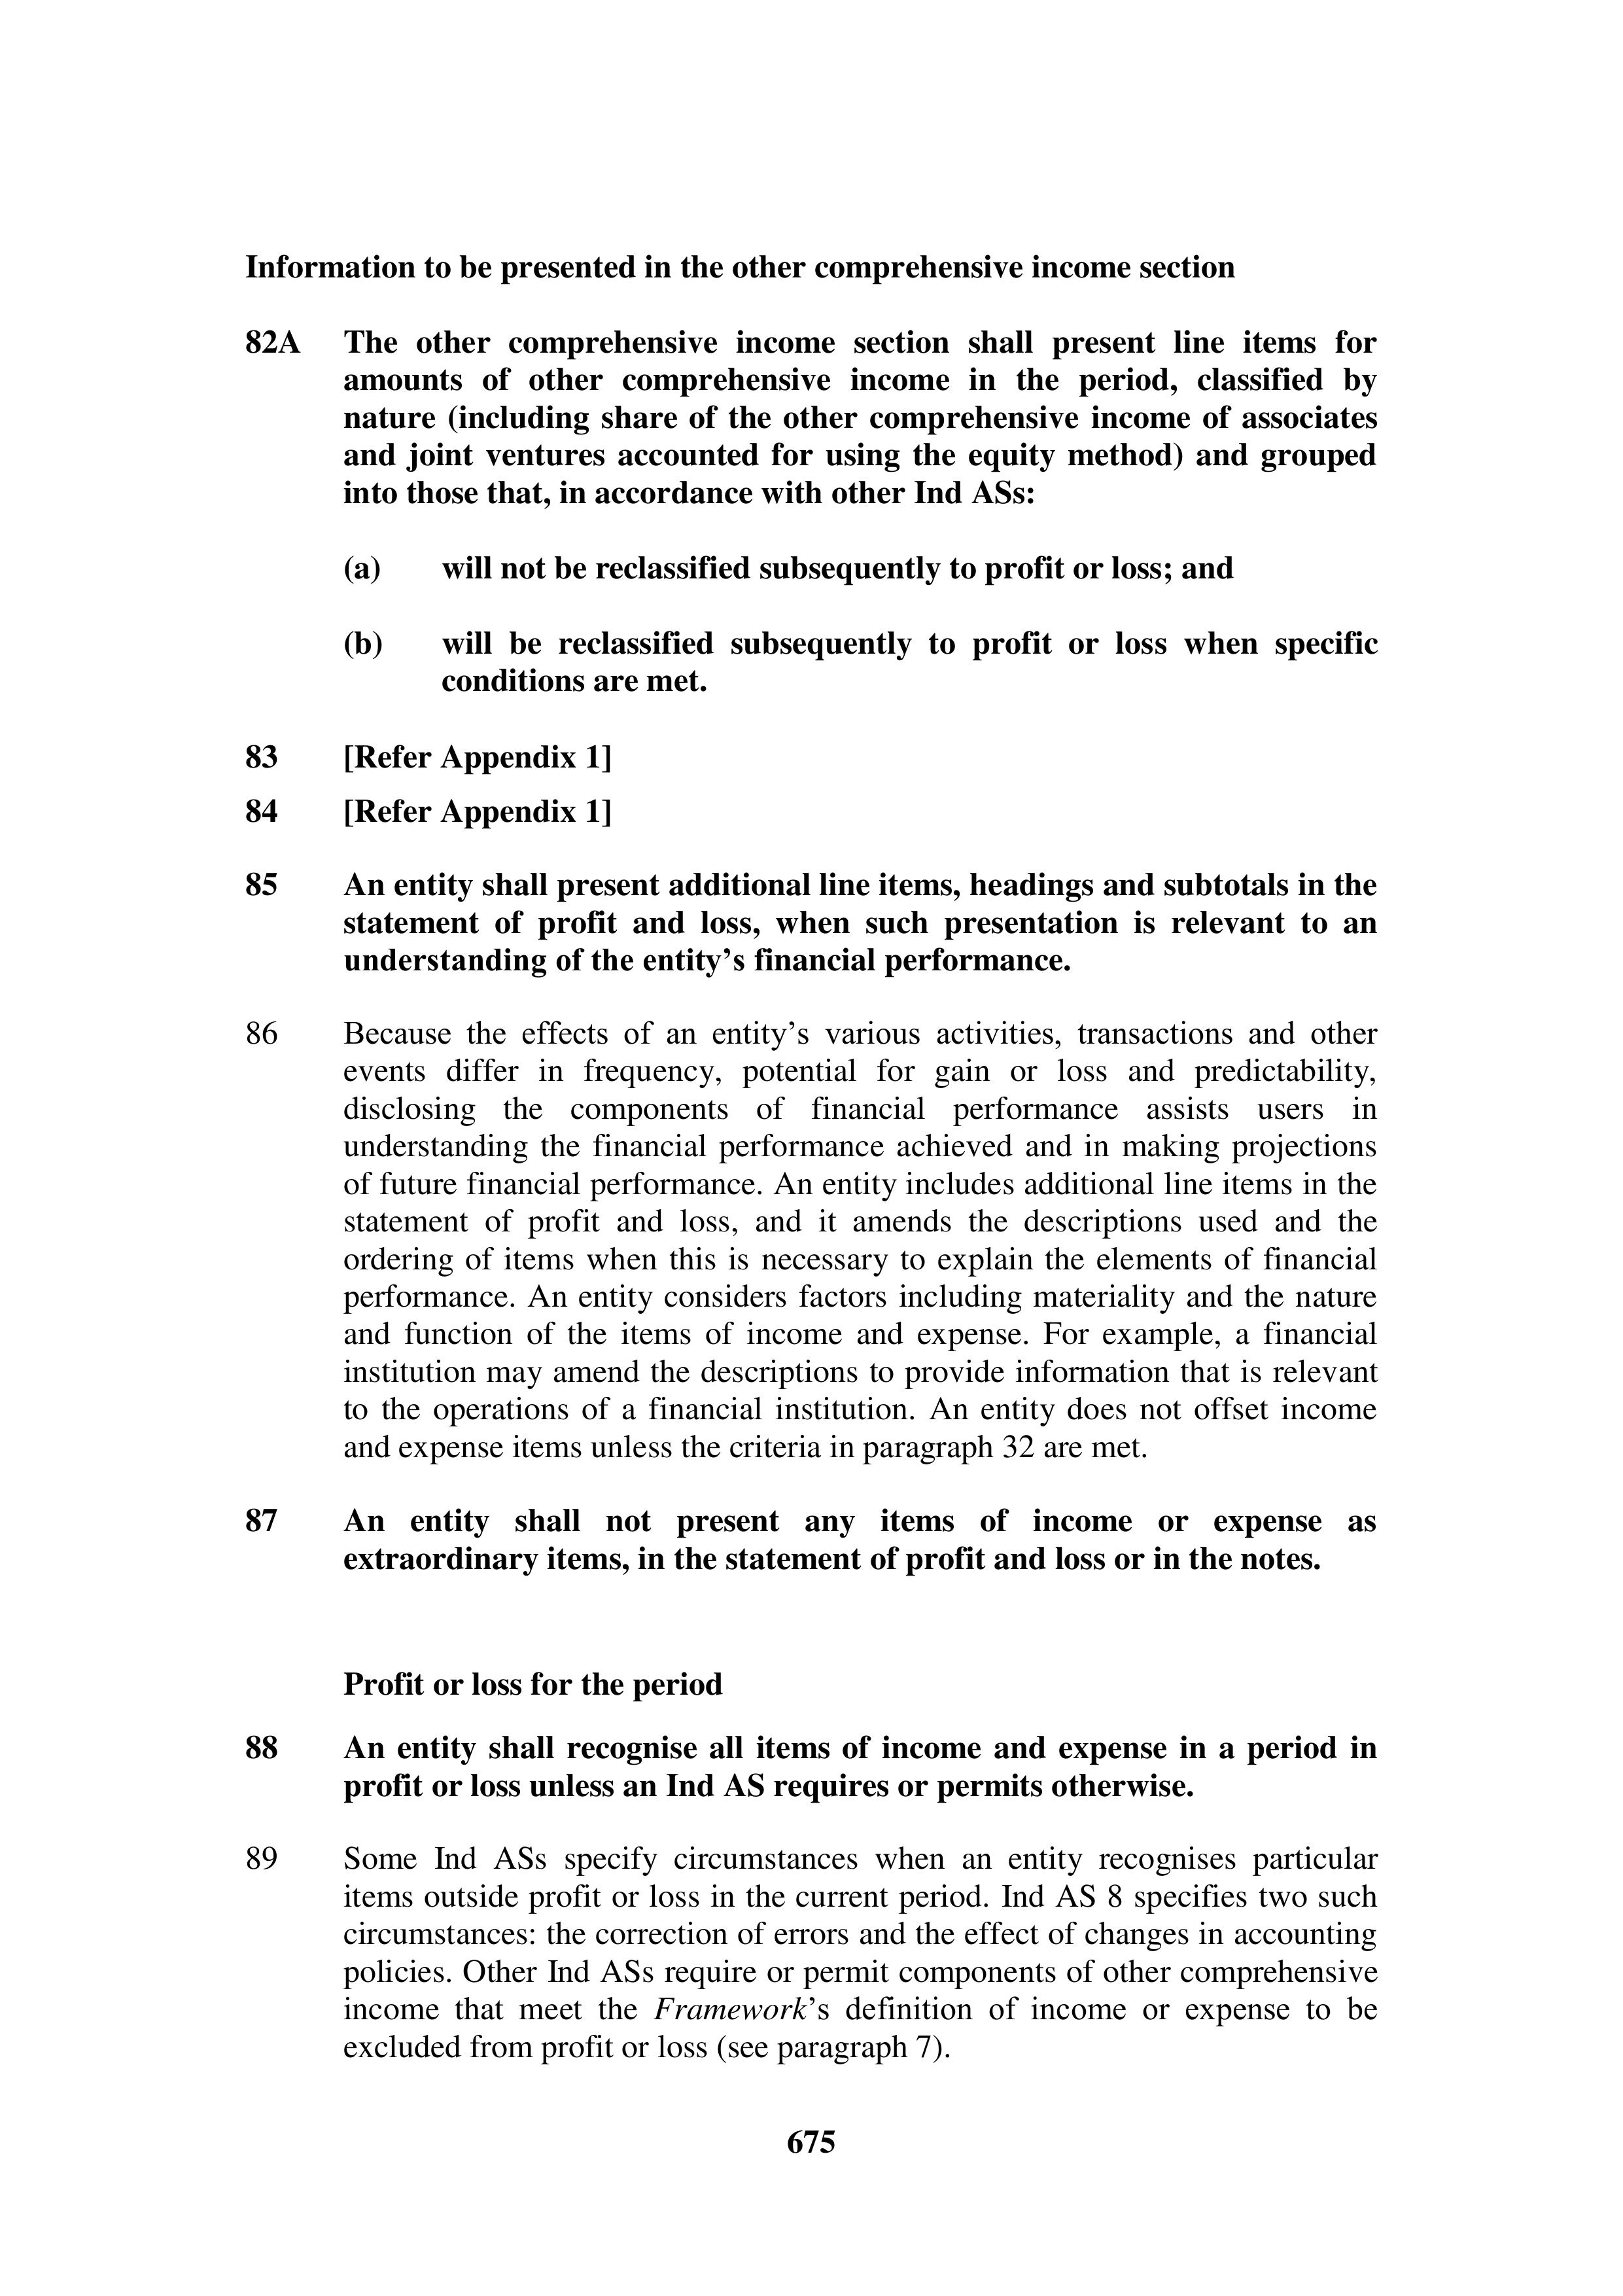 Information to be presented in the other comprehensive income section
82A The other comprehensive income section shall present line items for
amounts of other comprehensive income in the period, classified by
nature (including share of the other comprehensive income of associates
and joint ventures accounted for using the equity method) and grouped
into those that, in accordance with other Ind ASs:
(a) will not be reclassified subsequently to profit or loss; and
(b) will be reclassified subsequently to profit or loss when specific
conditions are met.
83 [Refer Appendix 1]
84 [Refer Appendix 1]
85 An entity shall present additional line items, headings and subtotals in the
statement of profit and loss, when such presentation is relevant to an
understanding of the entity’s financial performance.
86 Because the effects of an entity’s various activities, transactions and other
events differ in frequency, potential for gain or loss and predictability,
disclosing the components of financial performance assists users in
understanding the financial performance achieved and in making projections
of future financial performance. An entity includes additional line items in the
statement of profit and loss, and it amends the descriptions used and the
ordering of items when this is necessary to explain the elements of financial
performance. An entity considers factors including materiality and the nature
and function of the items of income and expense. For example, a financial
institution may amend the descriptions to provide information that is relevant
to the operations of a financial institution. An entity does not offset income
and expense items unless the criteria in paragraph 32 are met.
87 An entity shall not present any items of income or expense as
extraordinary items, in the statement of profit and loss or in the notes.
Profit or loss for the period
88 An entity shall recognise all items of income and expense in a period in
profit or loss unless an Ind AS requires or permits otherwise.
89 Some Ind ASs specify circumstances when an entity recognises particular
items outside profit or loss in the current period. Ind AS 8 specifies two such
circumstances: the correction of errors and the effect of changes in accounting
policies. Other Ind ASs require or permit components of other comprehensive
income that meet the Framework’s definition of income or expense to be
excluded from profit or loss (see paragraph 7).
675